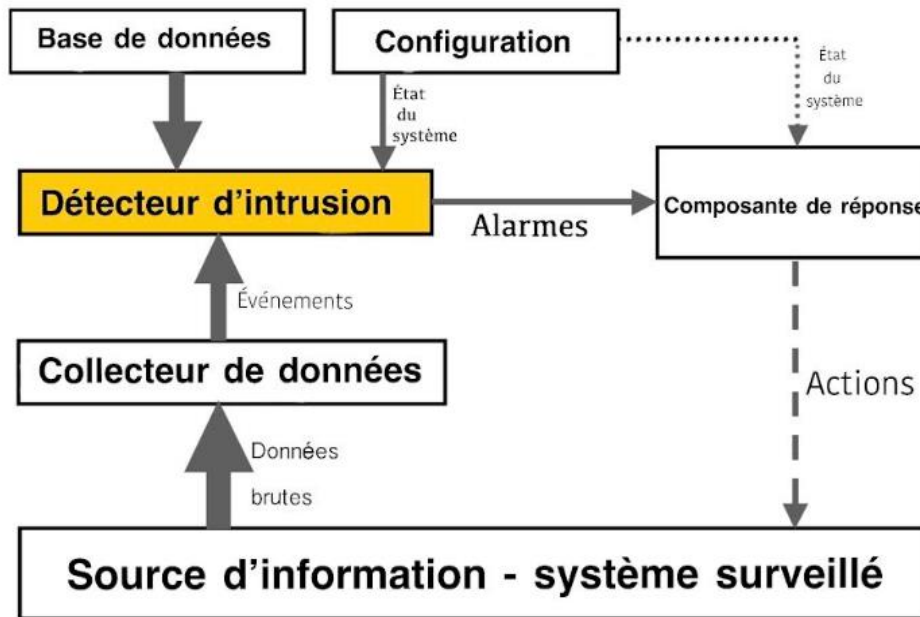 Base de données
Configuration
État
du
système
État
du
système
Détecteur d'intrusion
Alarmes
Composante de réponse
Événements
Collecteur de données
Actions
Données
brutes
Source d'information - système surveillé